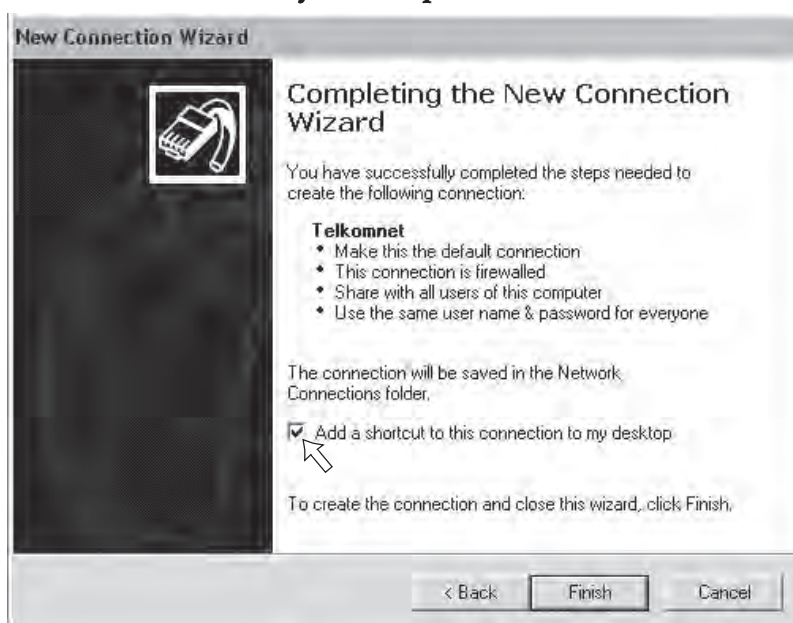 New Connection Wizard
Completing the New Connection
Wizard
You have successfully completed the steps needed to
create the following connection:
Telkomnet
• Make this the default connection
• This connection is firewalled
• Share with all users of this computer
• Use the same user name & password for everyone
The connection will be saved in the Network
Connections folder.
Add a shortcut to this connection to my desktop
To create the connection and close this wizard, click Finish.
< Back
Finish
Cancel